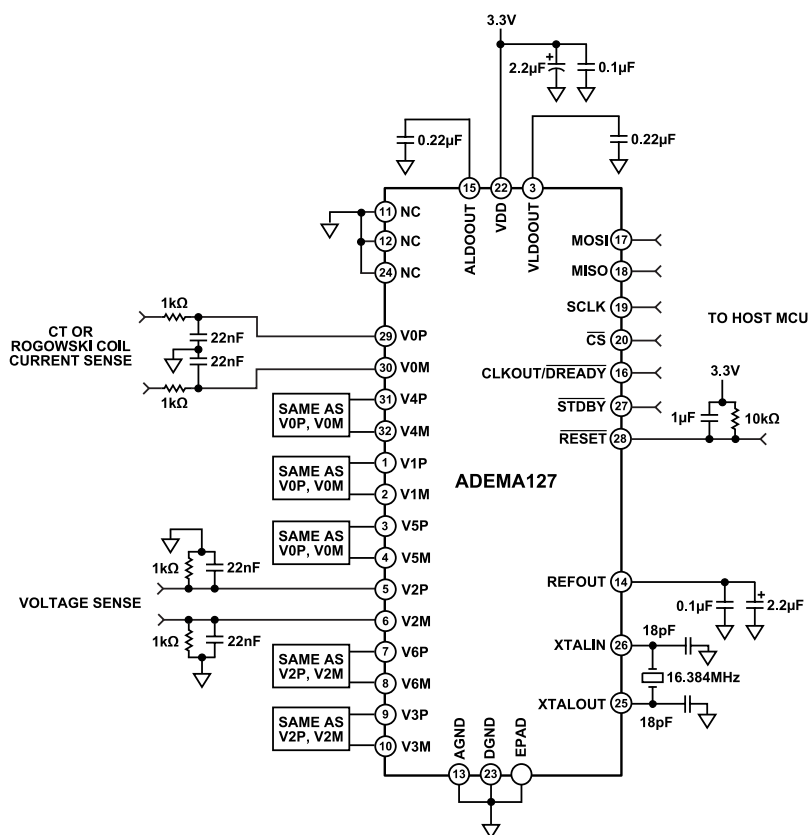 3.3V
2.2µF
+
0.1µF
0.22µF
0.22µF
15
22
3
ALDOOUT
VDD
VLDOOUT
11 NC
12 NC
24 NC
1kΩ
CT OR
ROGOWSKI COIL
CURRENT SENSE
22nF
22nF
1kΩ
29 V0P
30 V0M
SAME AS
V0P, V0M
31 V4P
32 V4M
SAME AS
V0P, V0M
1 V1P
2 V1M
SAME AS
V0P, V0M
3 V5P
4 V5M
1kΩ
22nF
VOLTAGE SENSE
5 V2P
6 V2M
1kΩ
22nF
SAME AS
V2P, V2M
7 V6P
8 V6M
SAME AS
V2P, V2M
9 V3P
10 V3M
ADEMA127
MOSI 17
MISO 18
SCLK 19
CS 20
CLKOUT/DREADY 16
STDBY 27
RESET 28
TO HOST MCU
3.3V
1µF
10kΩ
REFOUT 14
0.1µF
+
2.2µF
XTALIN 26
18pF
16.384MHz
XTALOUT 25
18pF
AGND
DGND
EPAD
13
23